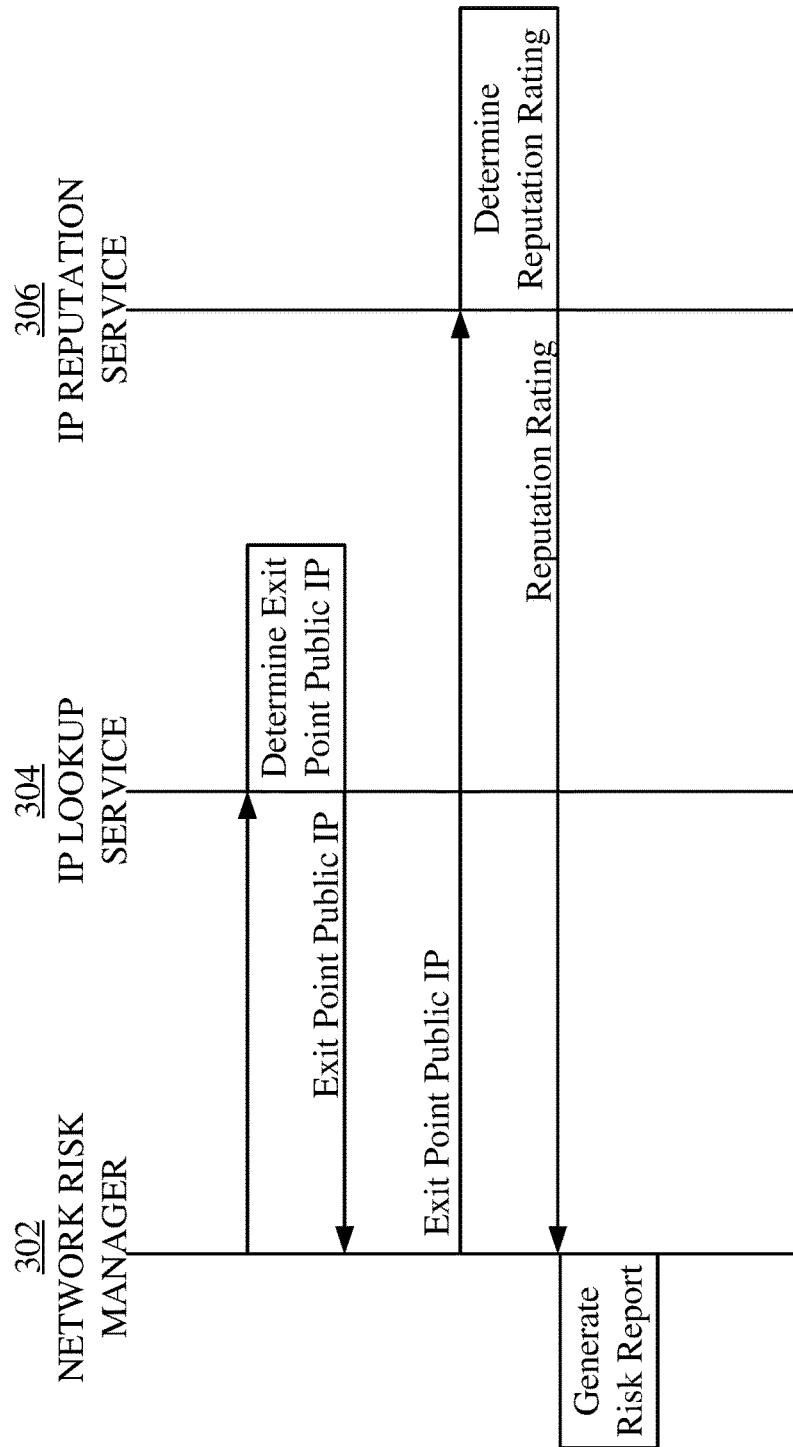 302
NETWORK RISK
MANAGER
304
IP LOOKUP
SERVICE
306
IP REPUTATION
SERVICE
Determine Exit
Point Public IP
Exit Point Public IP
Exit Point Public IP
Determine
Reputation Rating
Reputation Rating
Generate
Risk Report